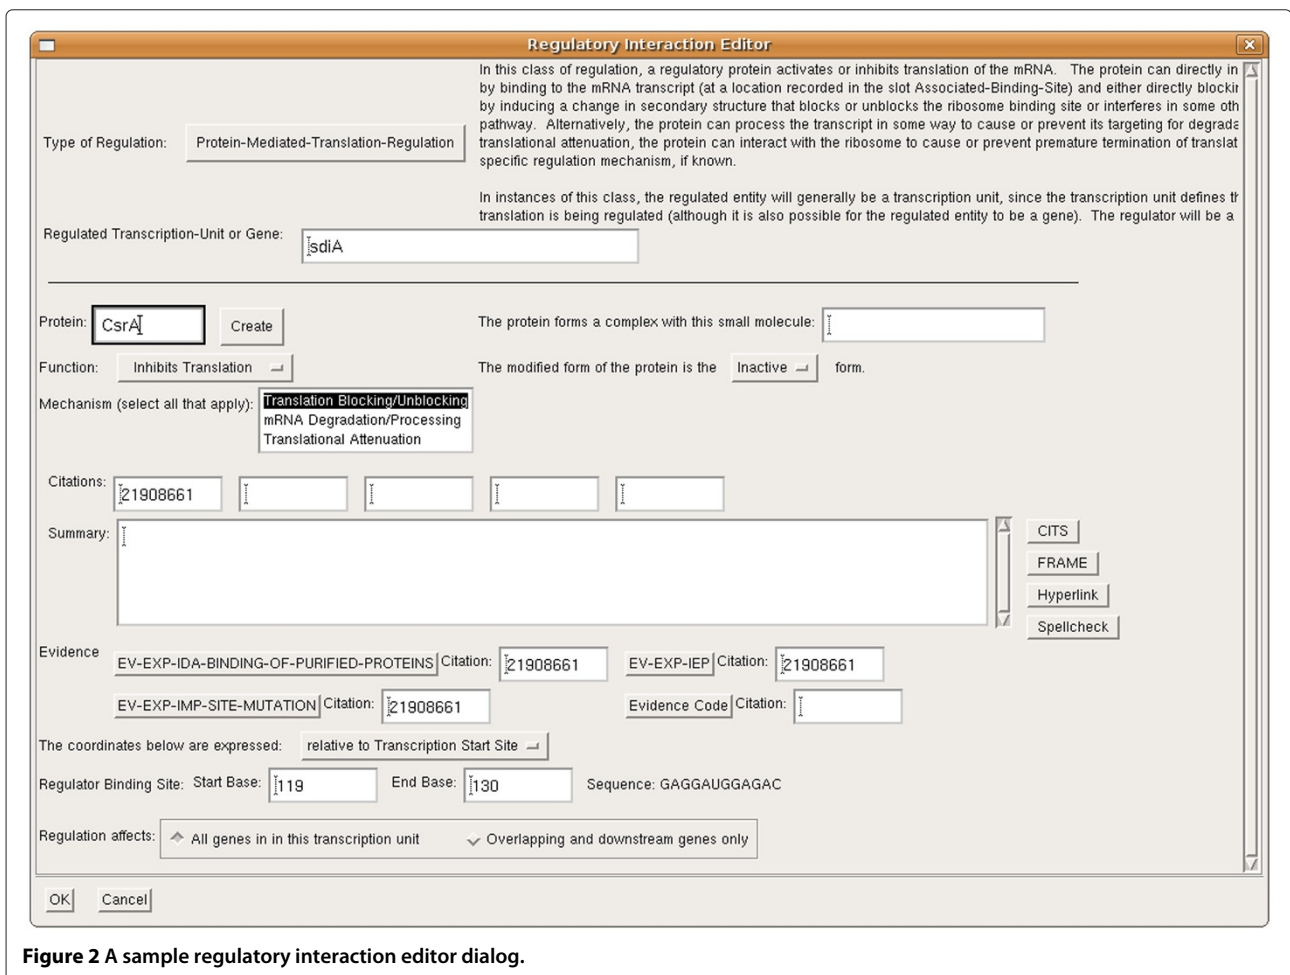 Regulatory Interaction Editor
In this class of regulation, a regulatory protein activates or inhibits translation of the mRNA. The protein can directly in
by binding to the mRNA transcript (at a location recorded in the slot Associated-Binding-Site) and either directly blockir
by inducing a change in secondary structure that blocks or unblocks the ribosome binding site or interferes in some oth
pathway. Alternatively, the protein can process the transcript in some way to cause or prevent its targeting for degrada
translational attenuation, the protein can interact with the ribosome to cause or prevent premature termination of translat
specific regulation mechanism, if known.
Type of Regulation: Protein-Mediated-Translation-Regulation
In instances of this class, the regulated entity will generally be a transcription unit, since the transcription unit defines th
translation is being regulated (although it is also possible for the regulated entity to be a gene). The regulator will be a
Regulated Transcription-Unit or Gene: sdiA
Protein: CsrA Create The protein forms a complex with this small molecule:
Function: Inhibits Translation The modified form of the protein is the Inactive form.
Mechanism (select all that apply): Translation Blocking/Unblocking
mRNA Degradation/Processing
Translational Attenuation
Citations: 21908661
Summary:
CITS
FRAME
Hyperlink
Spellcheck
Evidence EV-EXP-IDA-BINDING-OF-PURIFIED-PROTEINS Citation: 21908661 EV-EXP-IEP Citation: 21908661
EV-EXP-IMP-SITE-MUTATION Citation: 21908661 Evidence Code Citation:
The coordinates below are expressed: relative to Transcription Start Site
Regulator Binding Site: Start Base: 119 End Base: 130 Sequence: GAGGAUGGAGAC
Regulation affects: All genes in in this transcription unit Overlapping and downstream genes only
OK Cancel
Figure 2 A sample regulatory interaction editor dialog.